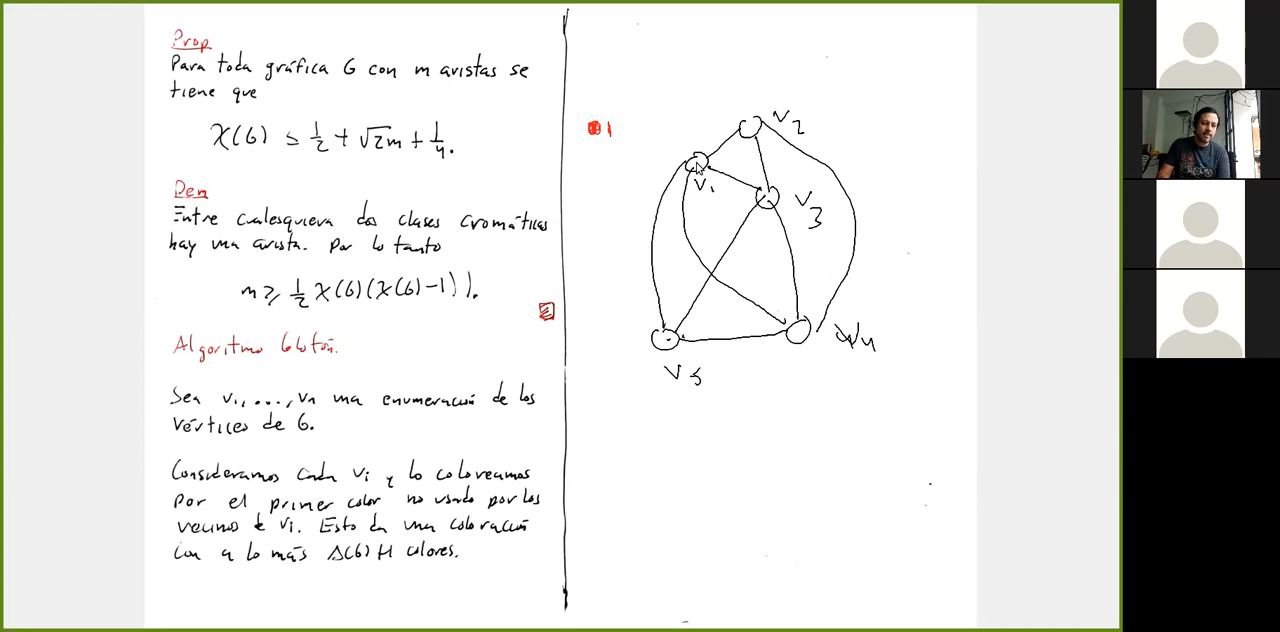 Prop
Para toda gráfica G con m aristas se
tiene que
χ(G) ≤ 1/2 + √2m + 1/4.
Dem
Entre cualesquiera dos clases cromáticas
hay una arista. Por lo tanto
m ≥ 1/2 χ(G)(χ(G)-1)).
Algoritmo Glotón.
Sea v1, ..., vn una enumeración de los
vértices de G.
Consideramos cada vi y lo coloreamos
por el primer color no usado por los
vecinos de vi. Esto da una coloración
con a lo más Δ(G)+1 colores.
1
v2
v1
v3
v4
v5